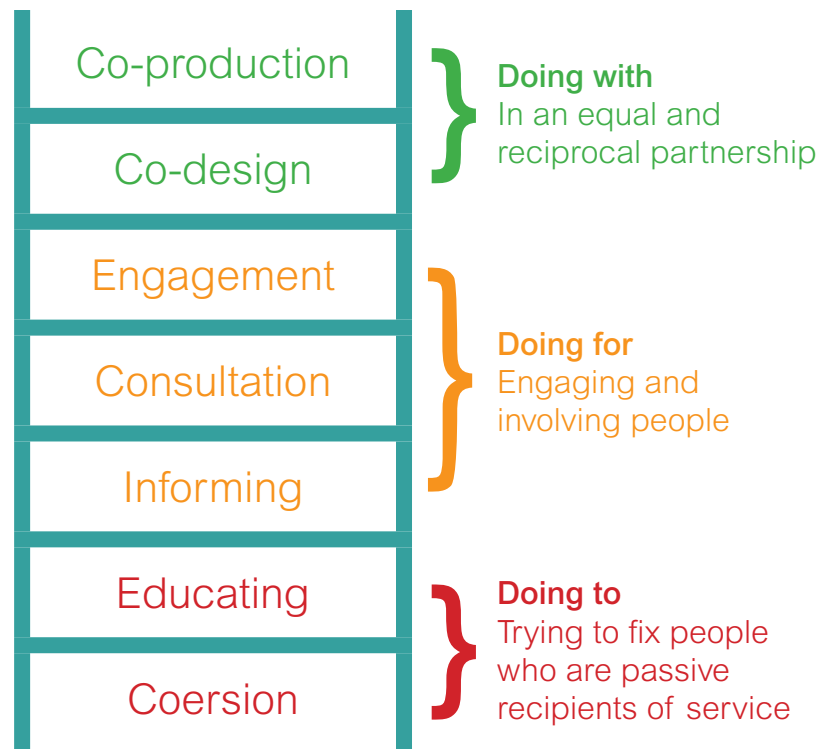 Co-production
Co-design
Doing with
In an equal and
reciprocal partnership
Engagement
Consultation
Informing
Doing for
Engaging and
involving people
Educating
Coersion
Doing to
Trying to fix people
who are passive
recipients of service